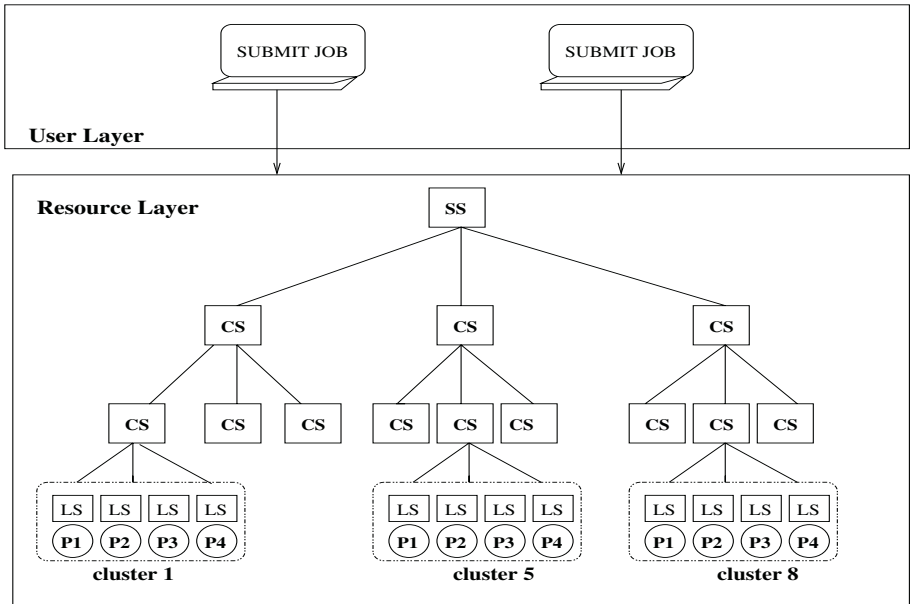 SUBMIT JOB SUBMIT JOB
User Layer
Resource Layer
SS
CS CS CS
CS CS CS CS CS CS CS CS CS
LS LS LS LS LS LS LS LS LS LS LS LS
P1 P2 P3 P4 P1 P2 P3 P4 P1 P2 P3 P4
cluster 1 cluster 5 cluster 8